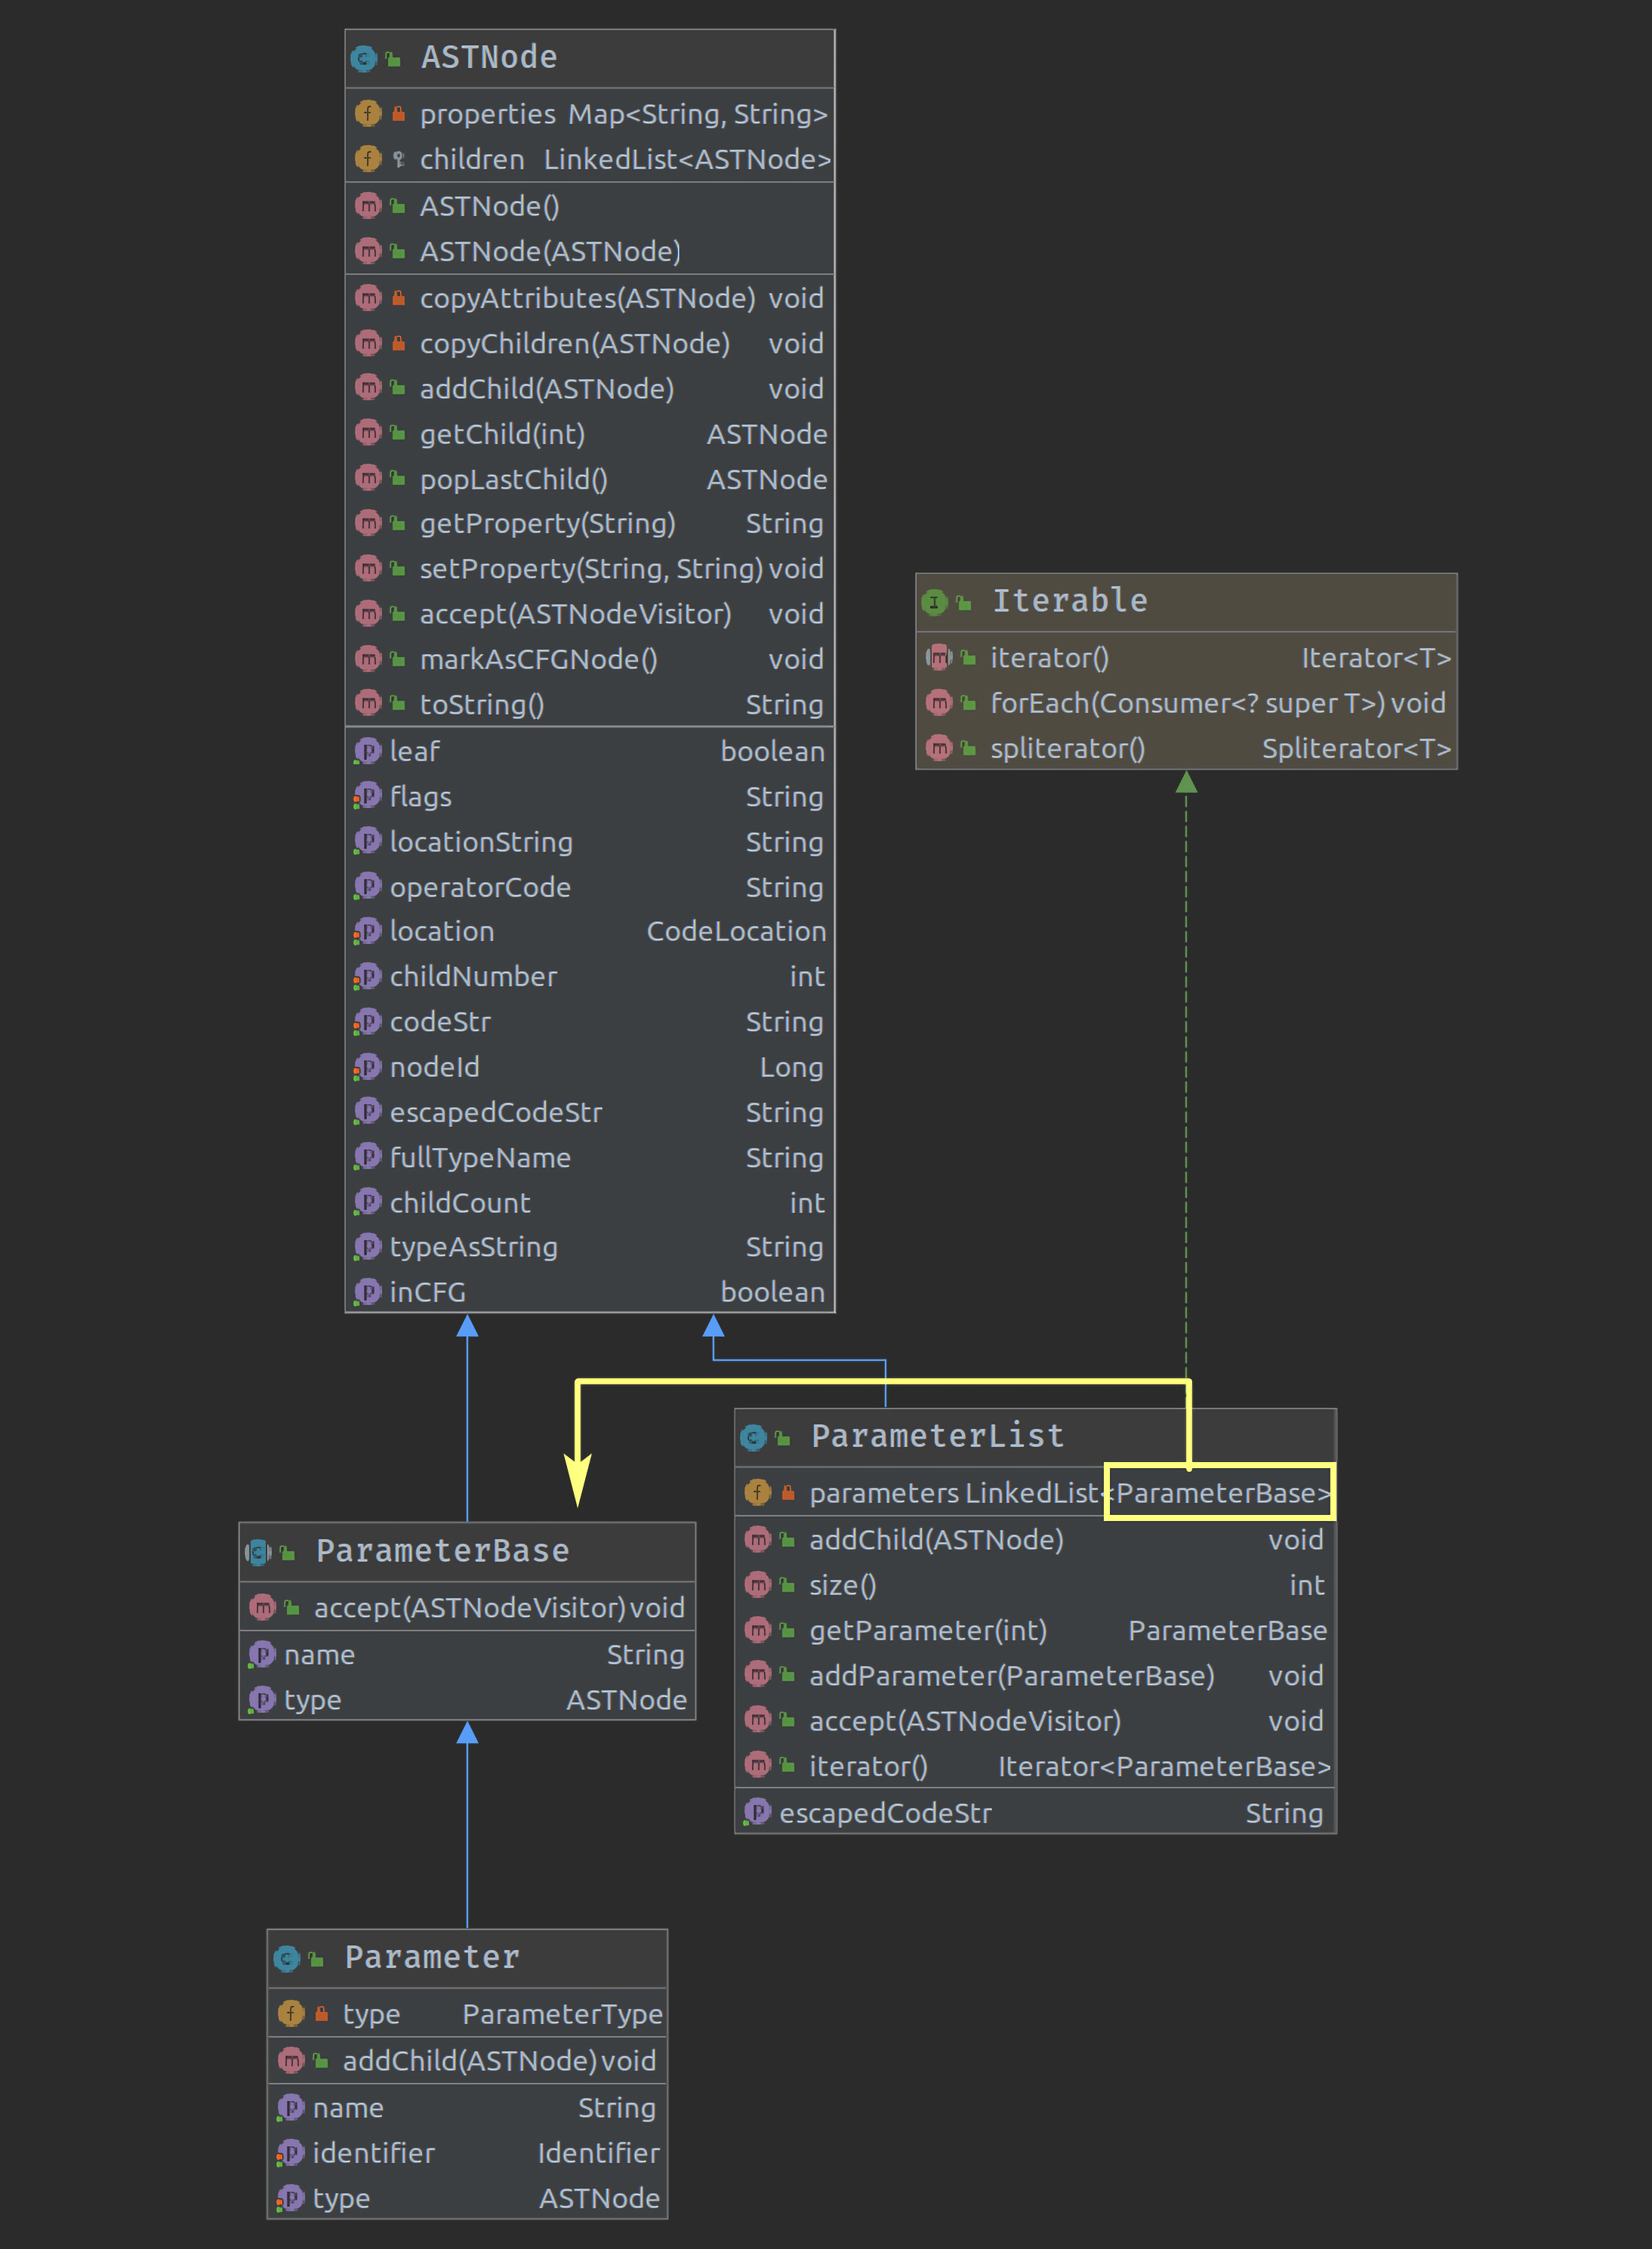 ASTNode
properties Map<String, String>
children LinkedList<ASTNode>
ASTNode()
ASTNode(ASTNode)
copyAttributes(ASTNode) void
copyChildren(ASTNode) void
addChild(ASTNode) void
getChild(int) ASTNode
popLastChild() ASTNode
getProperty(String) String
setProperty(String, String) void
accept(ASTNodeVisitor) void
markAsCFGNode() void
toString() String
leaf boolean
flags String
locationString String
operatorCode String
location CodeLocation
childNumber int
codeStr String
nodeId Long
escapedCodeStr String
fullTypeName String
childCount int
typeAsString String
inCFG boolean
Iterable
iterator() Iterator<T>
forEach(Consumer<? super T>) void
spliterator() Spliterator<T>
ParameterList
parameters LinkedList<ParameterBase>
addChild(ASTNode) void
size() int
getParameter(int) ParameterBase
addParameter(ParameterBase) void
accept(ASTNodeVisitor) void
iterator() Iterator<ParameterBase>
escapedCodeStr String
ParameterBase
accept(ASTNodeVisitor) void
name String
type ASTNode
Parameter
type ParameterType
addChild(ASTNode) void
name String
identifier Identifier
type ASTNode